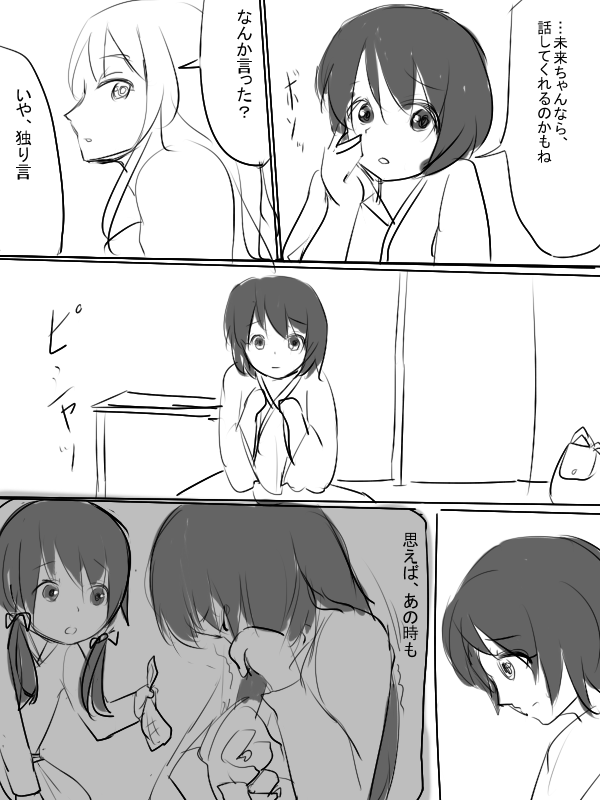 …未来ちゃんなら、
話してくれるのかもね
ボソッ
なんか言った？
いや、独り言
ピシャッ
思えば、あの時も